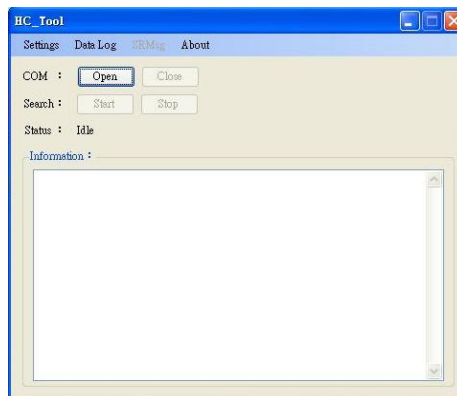 HC_Tool
Settings Data Log SRMsg About
COM : Open Close
Search : Start Stop
Status : Idle
Information :